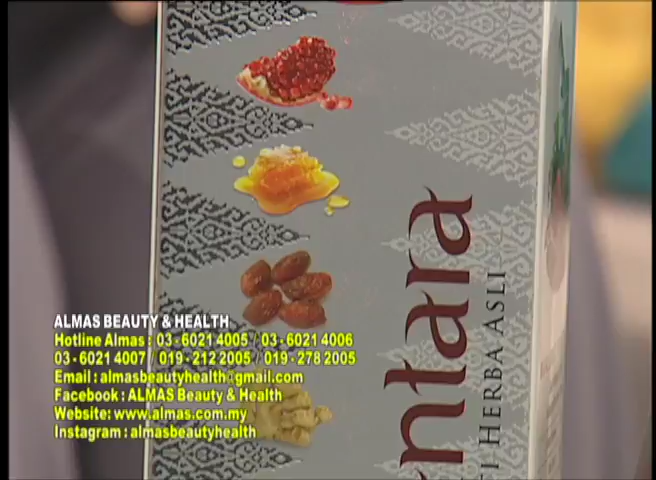 ntara
TI HERBA ASLI
ALMAS BEAUTY & HEALTH
Hotline Almas : 03 - 6021 4005 / 03 - 6021 4006
03 - 6021 4007 / 019 - 212 2005 / 019 - 278 2005
Email : almasbeautyhealth@gmail.com
Facebook : ALMAS Beauty & Health
Website: www.almas.com.my
Instagram : almasbeautyhealth